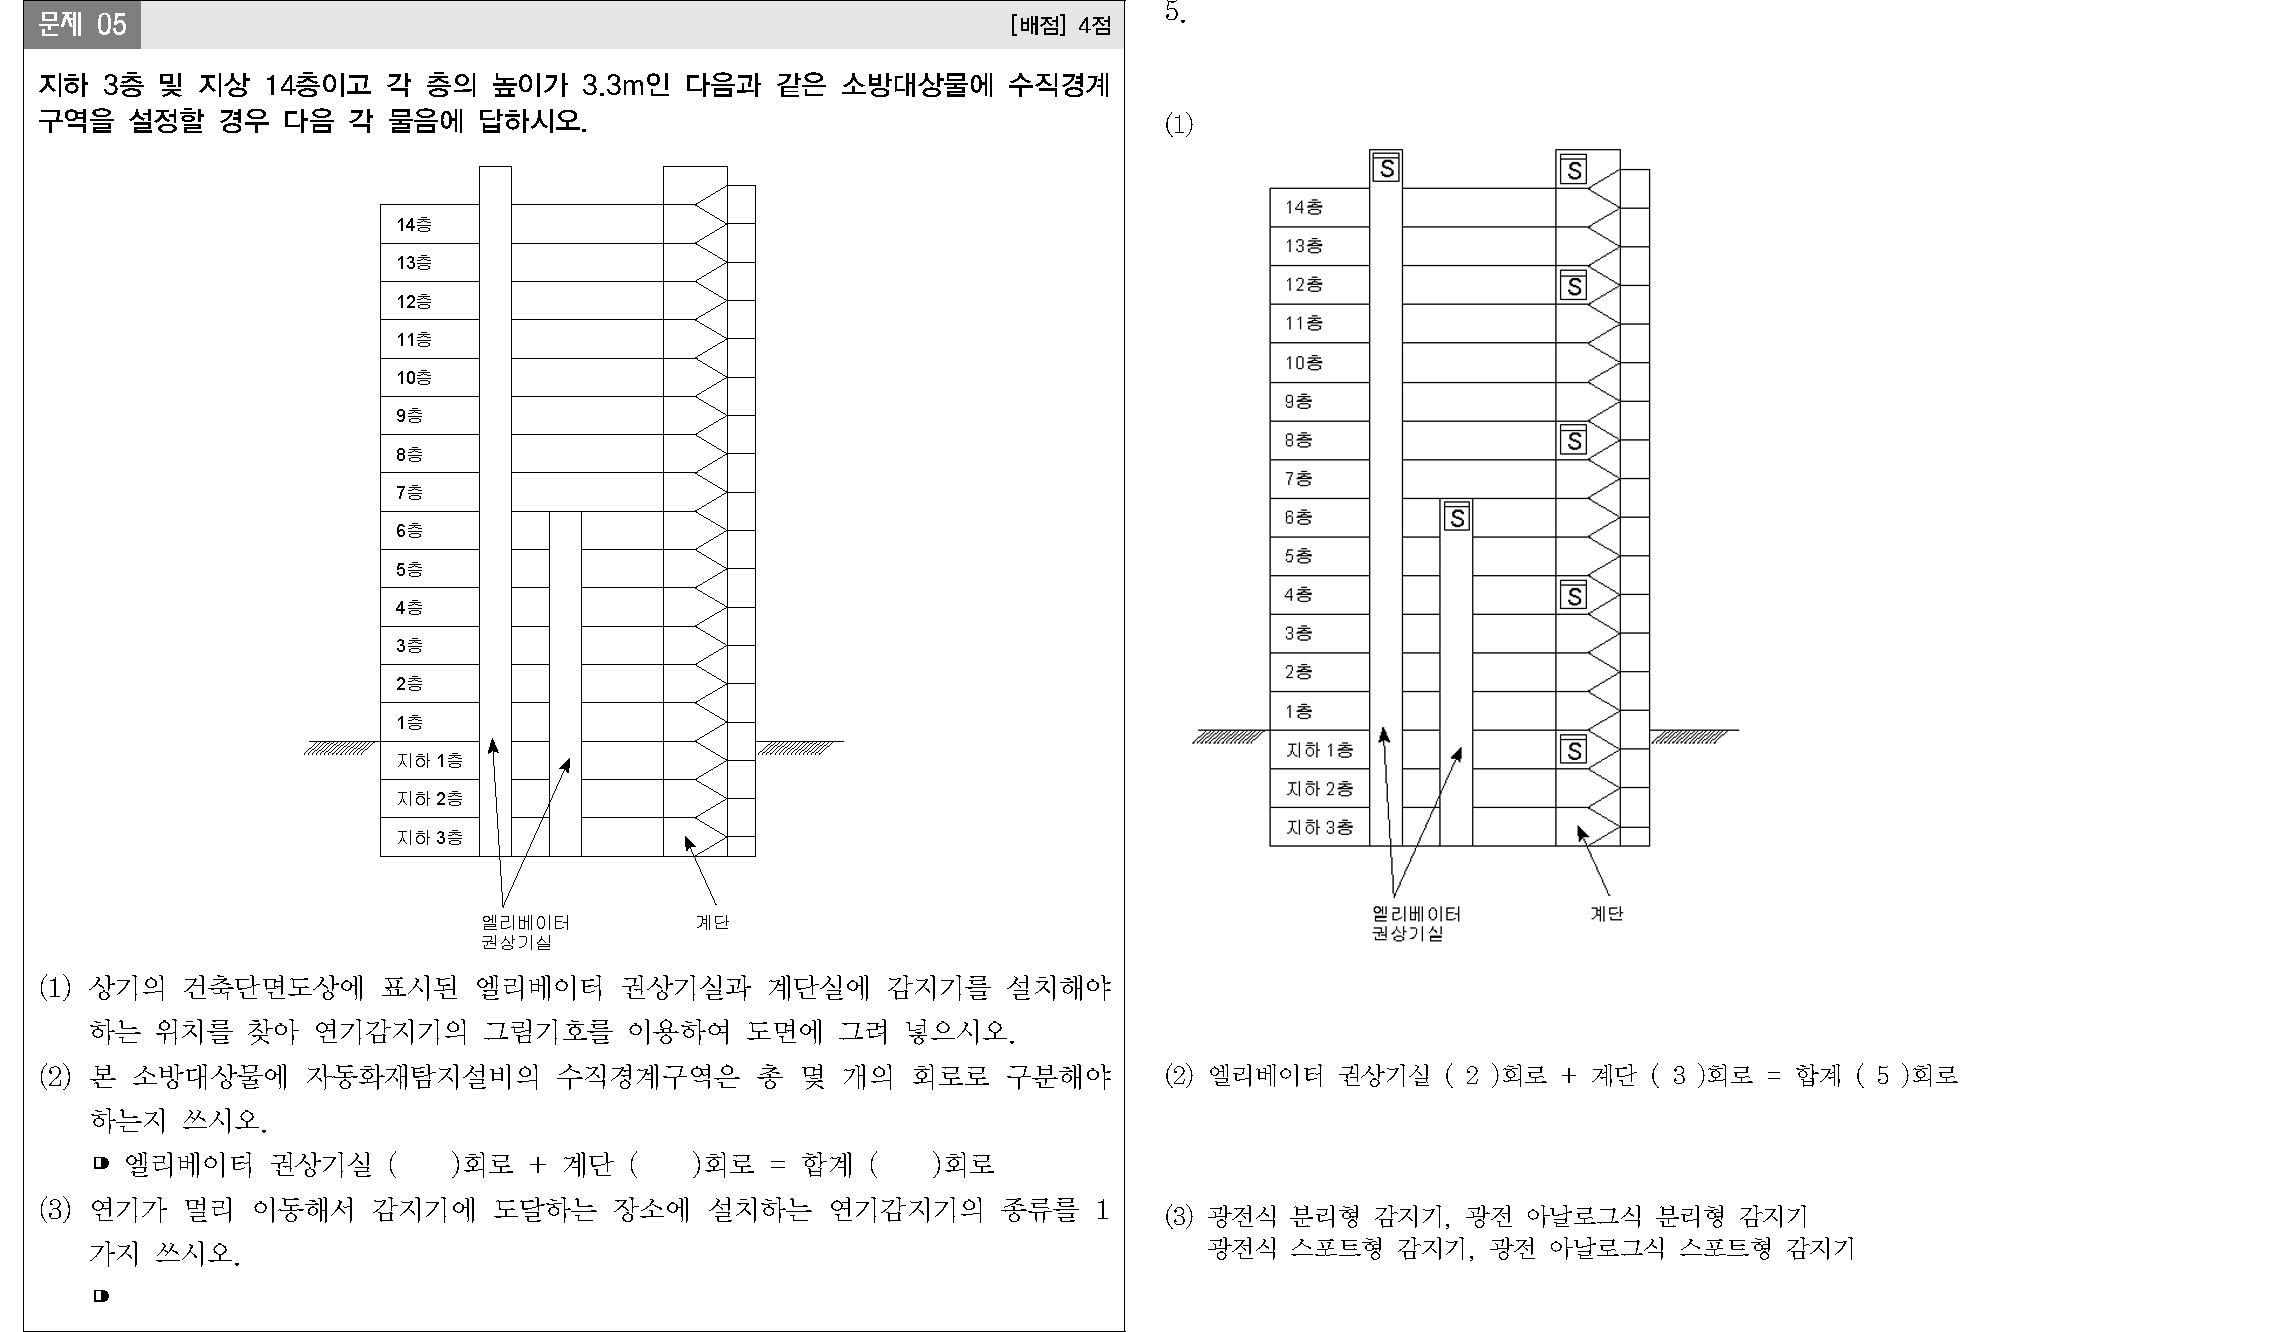 문제 05
[배점] 4점
지하 3층 및 지상 14층이고 각 층의 높이가 3.3m인 다음과 같은 소방대상물에 수직경계
구역을 설정할 경우 다음 각 물음에 답하시오.
14층
13층
12층
11층
10층
9층
8층
7층
6층
5층
4층
3층
2층
1층
지하 1층
지하 2층
지하 3층
엘리베이터
권상기실
계단
(1) 상기의 건축단면도상에 표시된 엘리베이터 권상기실과 계단실에 감지기를 설치해야
하는 위치를 찾아 연기감지기의 그림기호를 이용하여 도면에 그려 넣으시오.
(2) 본 소방대상물에 자동화재탐지설비의 수직경계구역은 총 몇 개의 회로로 구분해야
하는지 쓰시오.
엘리베이터 권상기실 ( )회로 + 계단 ( )회로 = 합계 ( )회로
(3) 연기가 멀리 이동해서 감지기에 도달하는 장소에 설치하는 연기감지기의 종류를 1
가지 쓰시오.
5.
(1)
S
S
14층
13층
12층
S
11층
10층
9층
8층
S
7층
6층
S
5층
4층
S
3층
2층
1층
지하 1층
S
지하 2층
지하 3층
엘리베이터
권상기실
계단
(2) 엘리베이터 권상기실 ( 2 )회로 + 계단 ( 3 )회로 = 합계 ( 5 )회로
(3) 광전식 분리형 감지기, 광전 아날로그식 분리형 감지기
광전식 스포트형 감지기, 광전 아날로그식 스포트형 감지기